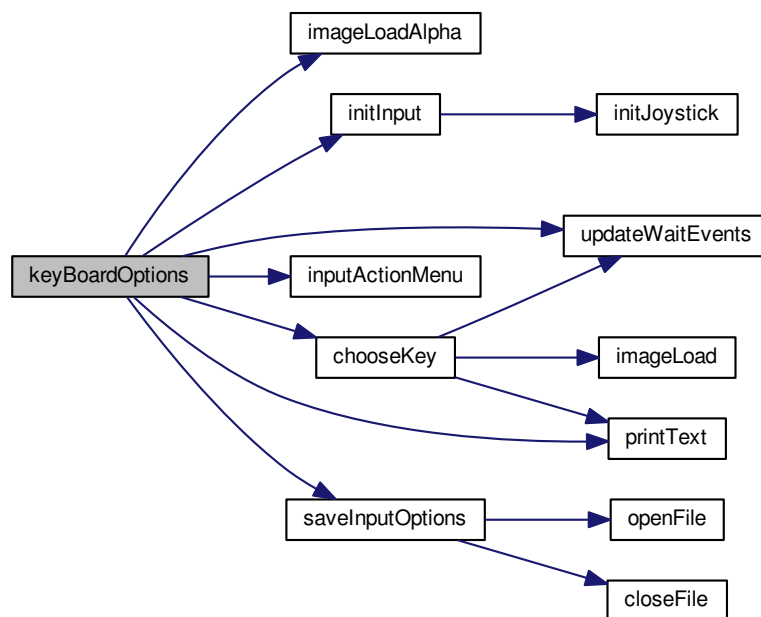 imageLoadAlpha
initInput
initJoystick
updateWaitEvents
keyBoardOptions
inputActionMenu
chooseKey
imageLoad
printText
saveInputOptions
openFile
closeFile